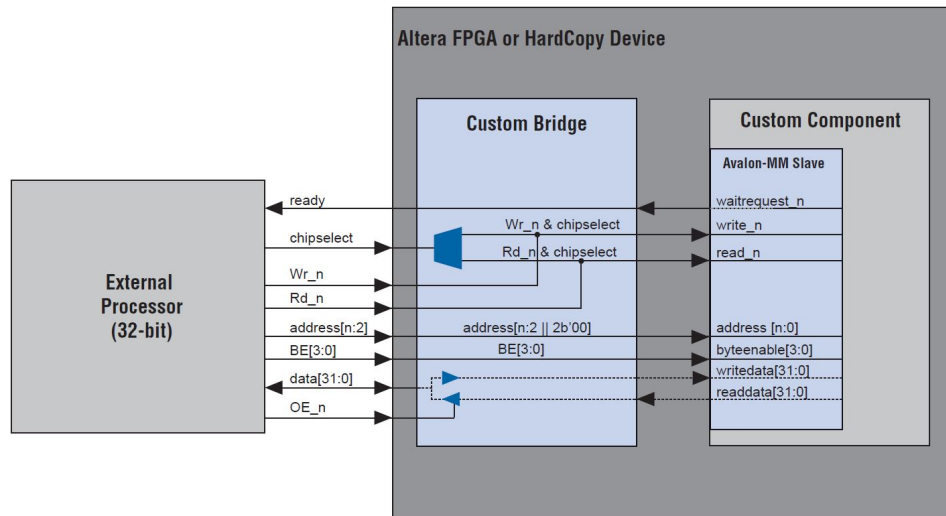 Altera FPGA or HardCopy Device
Custom Bridge
Custom Component
Avalon-MM Slave
External
Processor
(32-bit)
ready
waitrequest_n
chipselect
Wr_n & chipselect
write_n
Rd_n & chipselect
read_n
Wr_n
Rd_n
address[n:2]
address[n:2 || 2b'00]
address [n:0]
BE[3:0]
BE[3:0]
byteenable[3:0]
data[31:0]
writedata[31:0]
readdata[31:0]
OE_n